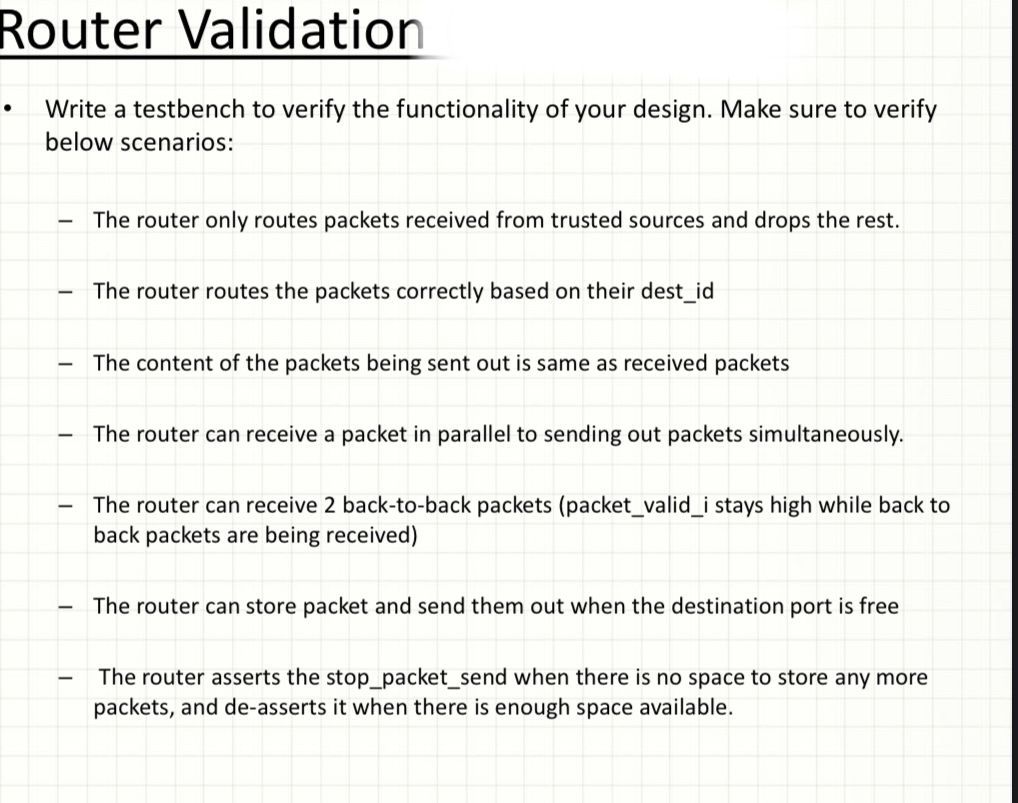 Router Validation
• Write a testbench to verify the functionality of your design. Make sure to verify
below scenarios:
– The router only routes packets received from trusted sources and drops the rest.
– The router routes the packets correctly based on their dest_id
– The content of the packets being sent out is same as received packets
– The router can receive a packet in parallel to sending out packets simultaneously.
– The router can receive 2 back-to-back packets (packet_valid_i stays high while back to
back packets are being received)
– The router can store packet and send them out when the destination port is free
– The router asserts the stop_packet_send when there is no space to store any more
packets, and de-asserts it when there is enough space available.